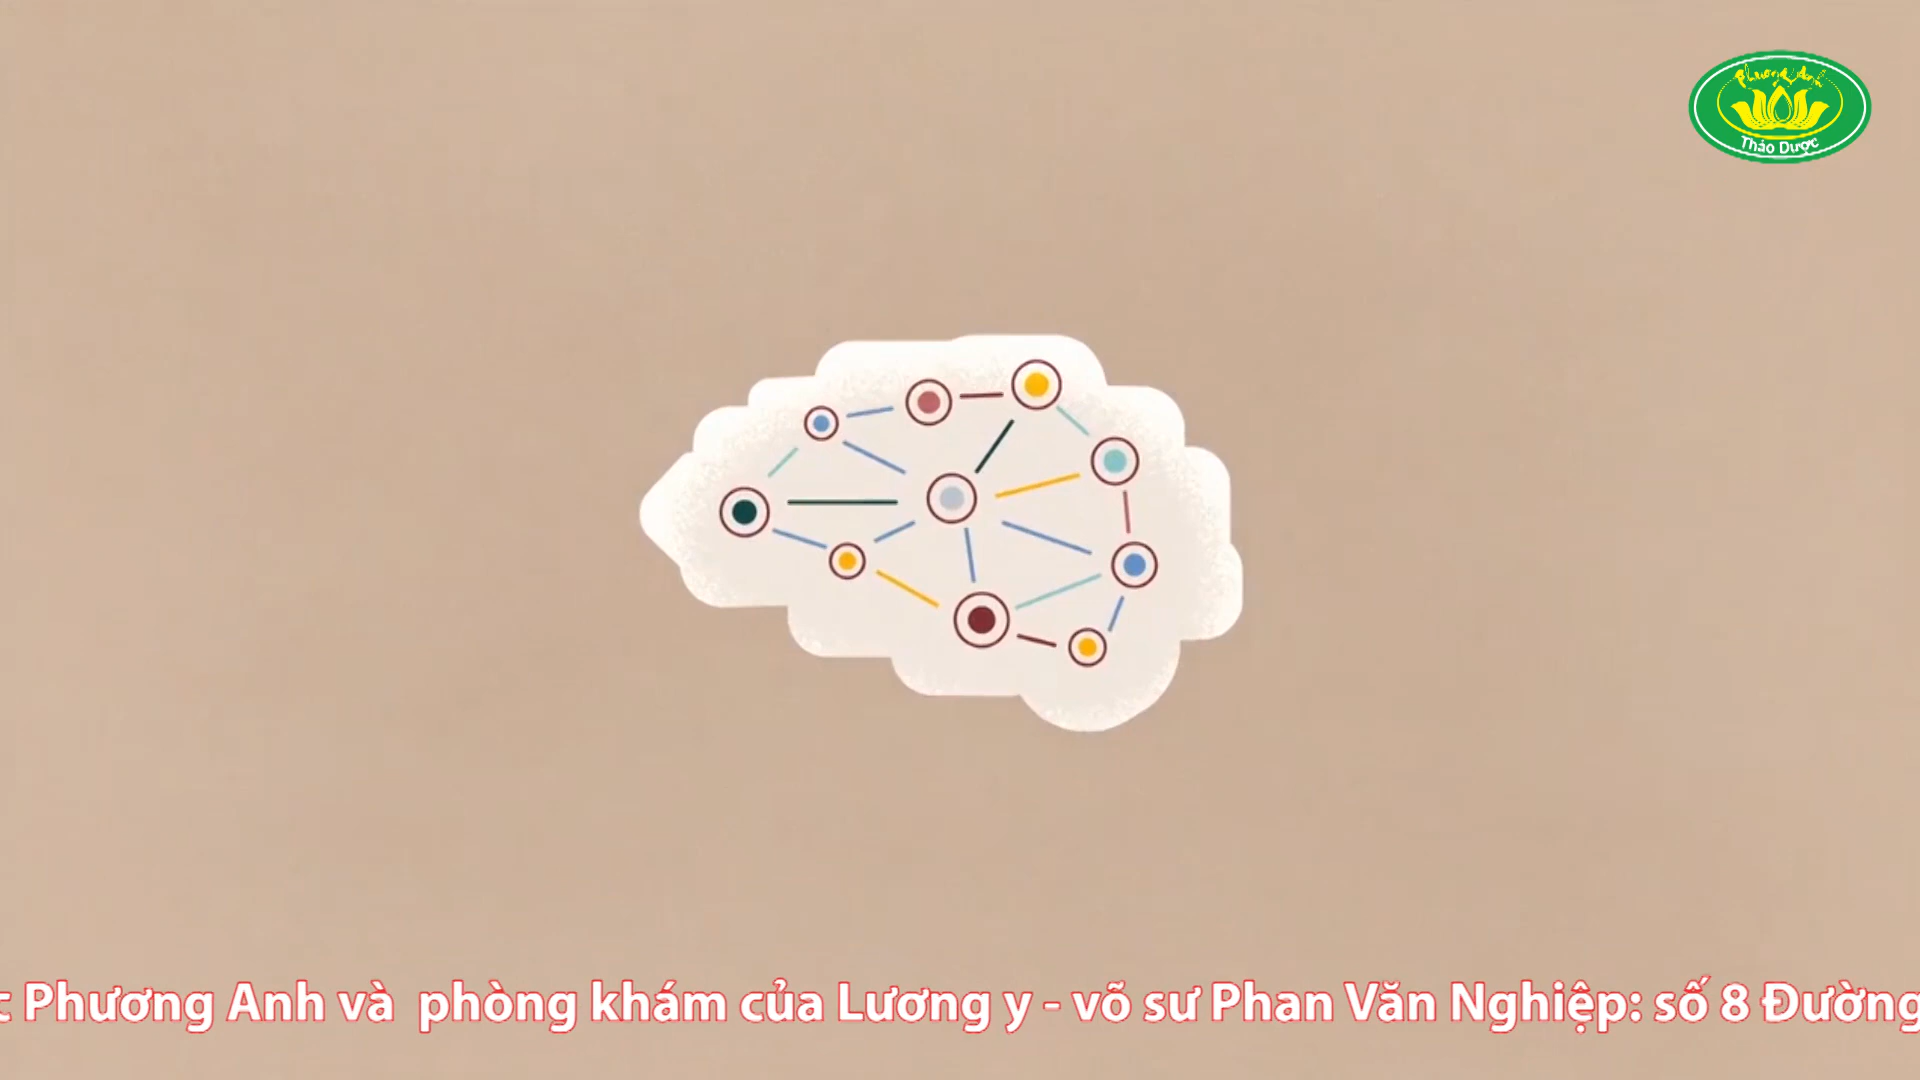 Phương Anh
Thảo Dược
Phương Anh và phòng khám của Lương y - võ sư Phan Văn Nghiệp: số 8 Đường